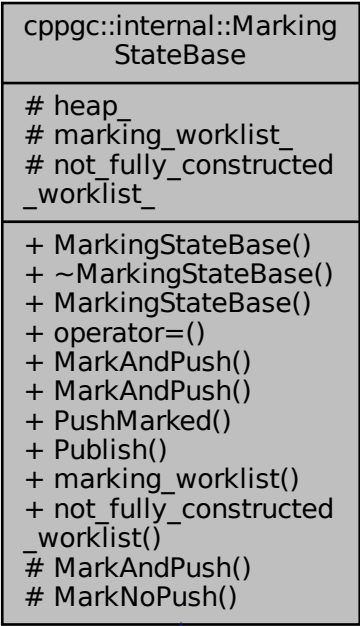 cppgc::internal::Marking
StateBase
# heap_
# marking_worklist_
# not_fully_constructed
_worklist_
+ MarkingStateBase()
+ ~MarkingStateBase()
+ MarkingStateBase()
+ operator=()
+ MarkAndPush()
+ MarkAndPush()
+ PushMarked()
+ Publish()
+ marking_worklist()
+ not_fully_constructed
_worklist()
# MarkAndPush()
# MarkNoPush()